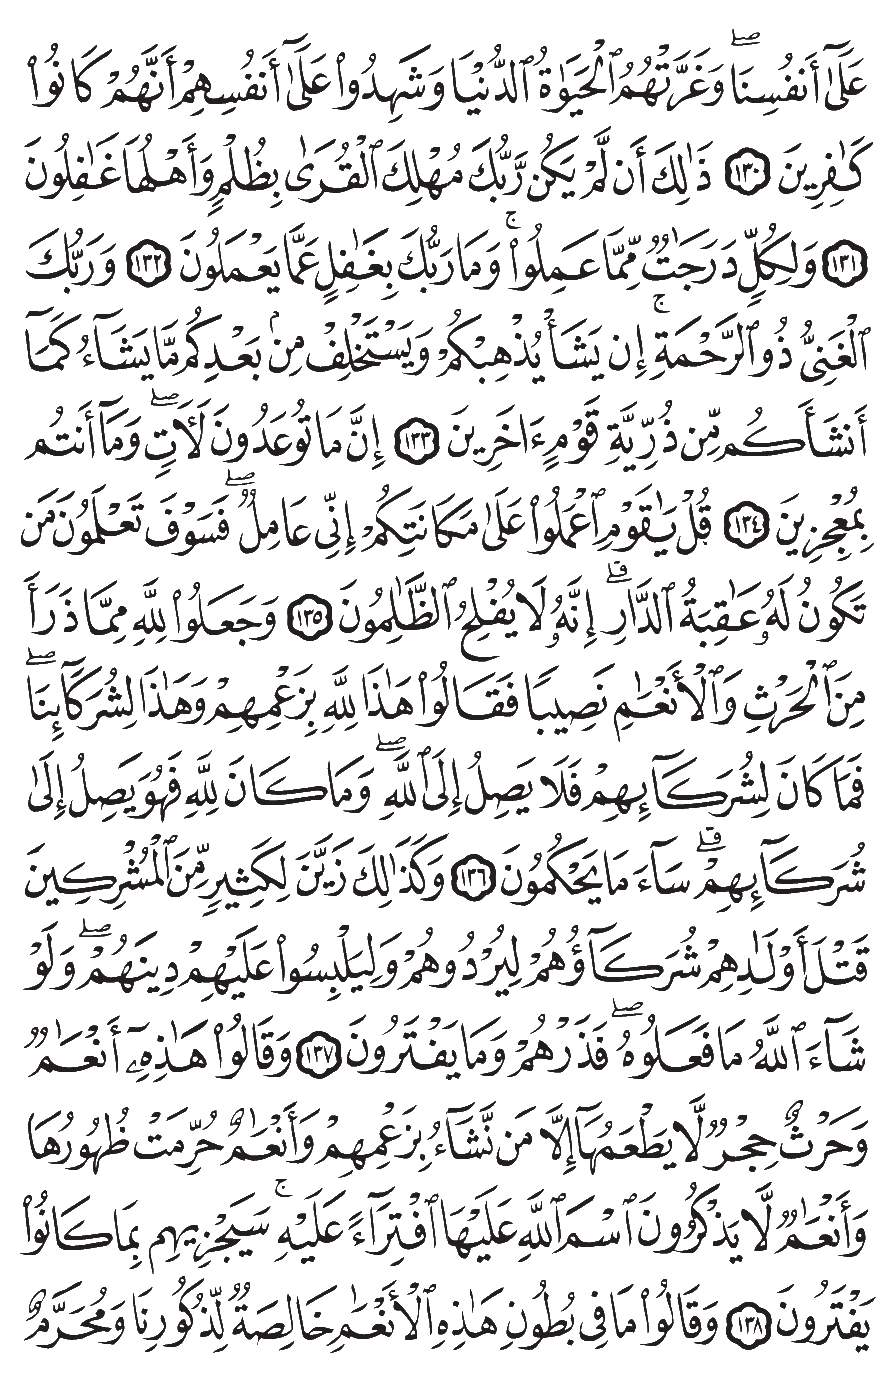 عَلَىٰٓ أَنفُسِنَاۖ وَغَرَّتْهُمُ ٱلْحَيَوٰةُ ٱلدُّنْيَا وَشَهِدُوا۟ عَلَىٰٓ أَنفُسِهِمْ أَنَّهُمْ كَانُوا۟
كَـٰفِرِينَ ١٣٠ ذَٰلِكَ أَن لَّمْ يَكُن رَّبُّكَ مُهْلِكَ ٱلْقُرَىٰ بِظُلْمٍ وَأَهْلُهَا غَـٰفِلُونَ
١٣١ وَلِكُلٍّ دَرَجَـٰتٌ مِّمَّا عَمِلُوا۟ۚ وَمَا رَبُّكَ بِغَـٰفِلٍ عَمَّا يَعْمَلُونَ ١٣٢ وَرَبُّكَ
ٱلْغَنِىُّ ذُو ٱلرَّحْمَةِۚ إِن يَشَأْ يُذْهِبْكُمْ وَيَسْتَخْلِفْ مِنۢ بَعْدِكُم مَّا يَشَآءُ كَمَآ
أَنشَأَكُم مِّن ذُرِّيَّةِ قَوْمٍ ءَاخَرِينَ ١٣٣ إِنَّ مَا تُوعَدُونَ لَـَٔاتٍۖ وَمَآ أَنتُم
بِمُعْجِزِينَ ١٣٤ قُلْ يَـٰقَوْمِ ٱعْمَلُوا۟ عَلَىٰ مَكَانَتِكُمْ إِنِّى عَامِلٌۖ فَسَوْفَ تَعْلَمُونَ مَن
تَكُونُ لَهُۥ عَـٰقِبَةُ ٱلدَّارِۗ إِنَّهُۥ لَا يُفْلِحُ ٱلظَّـٰلِمُونَ ١٣٥ وَجَعَلُوا۟ لِلَّهِ مِمَّا ذَرَأَ
مِنَ ٱلْحَرْثِ وَٱلْأَنْعَـٰمِ نَصِيبًا فَقَالُوا۟ هَـٰذَا لِلَّهِ بِزَعْمِهِمْ وَهَـٰذَا لِشُرَكَآئِنَاۖ
فَمَا كَانَ لِشُرَكَآئِهِمْ فَلَا يَصِلُ إِلَى ٱللَّهِۖ وَمَا كَانَ لِلَّهِ فَهُوَ يَصِلُ إِلَىٰ
شُرَكَآئِهِمْۗ سَآءَ مَا يَحْكُمُونَ ١٣٦ وَكَذَٰلِكَ زَيَّنَ لِكَثِيرٍ مِّنَ ٱلْمُشْرِكِينَ
قَتْلَ أَوْلَـٰدِهِمْ شُرَكَآؤُهُمْ لِيُرْدُوهُمْ وَلِيَلْبِسُوا۟ عَلَيْهِمْ دِينَهُمْۖ وَلَوْ
شَآءَ ٱللَّهُ مَا فَعَلُوهُۖ فَذَرْهُمْ وَمَا يَفْتَرُونَ ١٣٧ وَقَالُوا۟ هَـٰذِهِۦٓ أَنْعَـٰمٌ
وَحَرْثٌ حِجْرٌ لَّا يَطْعَمُهَآ إِلَّا مَن نَّشَآءُ بِزَعْمِهِمْ وَأَنْعَـٰمٌ حُرِّمَتْ ظُهُورُهَا
وَأَنْعَـٰمٌ لَّا يَذْكُرُونَ ٱسْمَ ٱللَّهِ عَلَيْهَا ٱفْتِرَآءً عَلَيْهِۚ سَيَجْزِيهِم بِمَا كَانُوا۟
يَفْتَرُونَ ١٣٨ وَقَالُوا۟ مَا فِى بُطُونِ هَـٰذِهِ ٱلْأَنْعَـٰمِ خَالِصَةٌ لِّذُكُورِنَا وَمُحَرَّمٌ